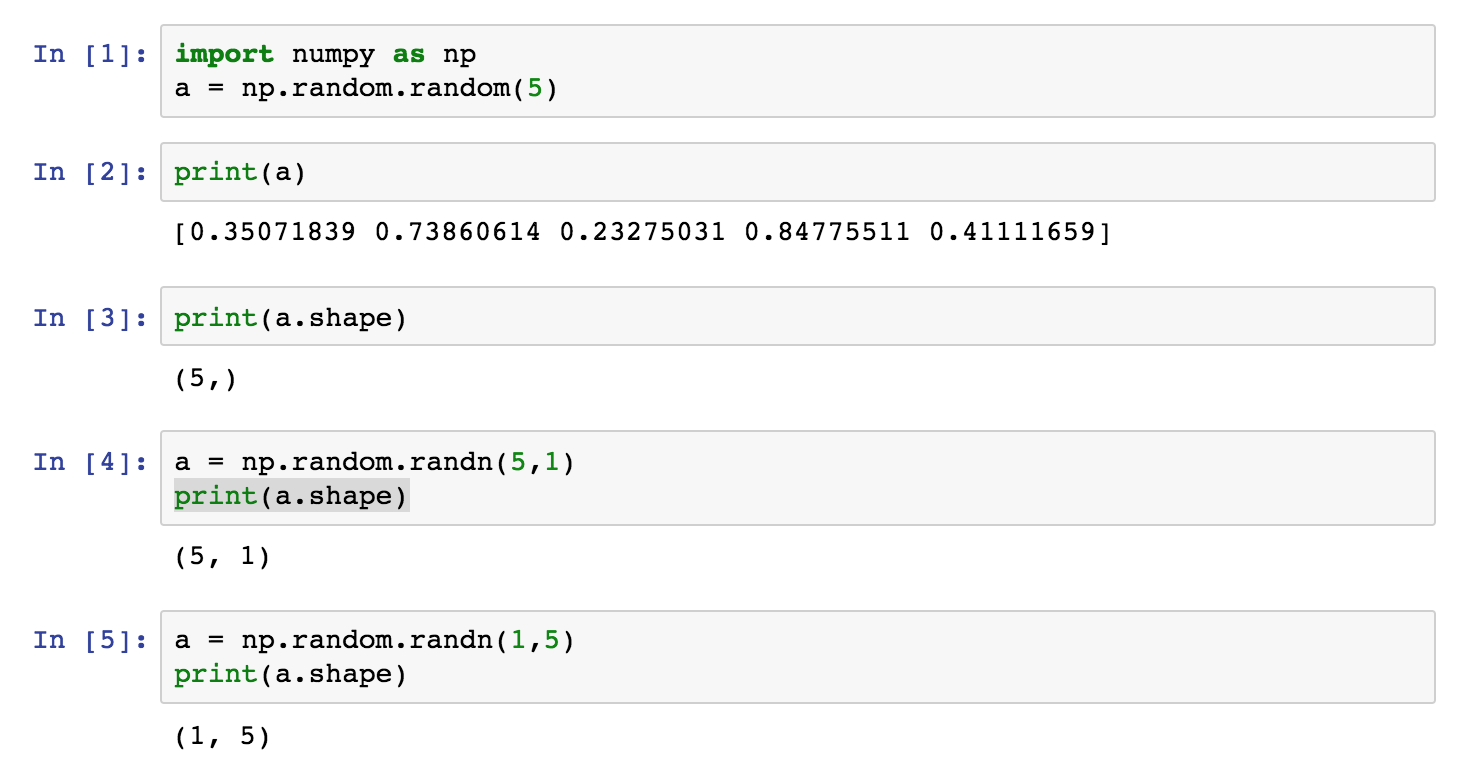 In [1]: import numpy as np
a = np.random.random(5)
In [2]: print(a)
[0.35071839 0.73860614 0.23275031 0.84775511 0.41111659]
In [3]: print(a.shape)
(5,)
In [4]: a = np.random.randn(5,1)
print(a.shape)
(5, 1)
In [5]: a = np.random.randn(1,5)
print(a.shape)
(1, 5)